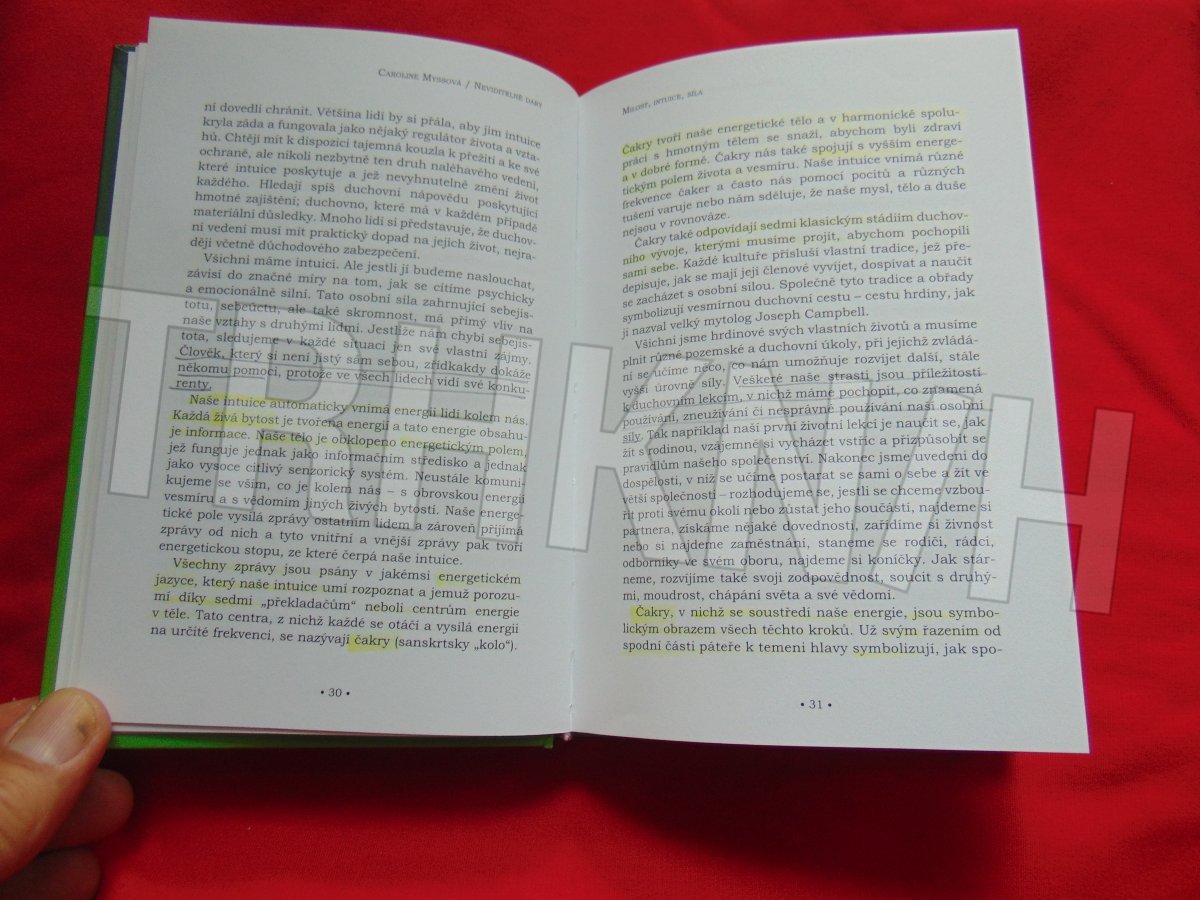 Caroline Myssová / Neviditelné dary
ní dovedli chránit. Většina lidí by si přála, aby jim intuice
kryla záda a fungovala jako nějaký regulátor života a vzta-
hů. Chtějí mít k dispozici tajemná kouzla k přežití a ke své
ochraně, ale nikoli nezbytně ten druh naléhavého vedení,
které intuice poskytuje a jež nevyhnutelně změní život
každého. Hledají spíš duchovní nápovědu poskytující
hmotné zajištění; duchovno, které má v každém případě
materiální důsledky. Mnoho lidí si představuje, že duchov-
ní vedení musí mít praktický dopad na jejich život, nejra-
ději včetně důchodového zabezpečení.
Všichni máme intuici. Ale jestli jí budeme naslouchat,
závisí do značné míry na tom, jak se cítíme psychicky
a emocionálně silní. Tato osobní síla zahrnující sebejis-
totu, sebeúctu, ale také skromnost, má přímý vliv na
naše vztahy s druhými lidmi. Jestliže nám chybí sebejis-
tota, sledujeme v každé situaci jen své vlastní zájmy.
Člověk, který si není jistý sám sebou, zřídkakdy dokáže
někomu pomoci, protože ve všech lidech vidí své konku-
renty.
Naše intuice automaticky vnímá energii lidí kolem nás.
Každá živá bytost je tvořena energií a tato energie obsahu-
je informace. Naše tělo je obklopeno energetickým polem,
jež funguje jednak jako informačním středisko a jednak
jako vysoce citlivý senzorický systém. Neustále komuni-
kujeme se vším, co je kolem nás – s obrovskou energií
vesmíru a s vědomím jiných živých bytostí. Naše energe-
tické pole vysílá zprávy ostatním lidem a zároveň přijímá
zprávy od nich a tyto vnitřní a vnější zprávy pak tvoří
energetickou stopu, ze které čerpá naše intuice.
Všechny zprávy jsou psány v jakémsi energetickém
jazyce, který naše intuice umí rozpoznat a jemuž porozu-
mí díky sedmi „překladačům“ neboli centrům energie
v těle. Tato centra, z nichž každé se otáčí a vysílá energii
na určité frekvenci, se nazývají čakry (sanskrtsky „kolo“).
• 30 •
Milost, intuice, síla
Čakry tvoří naše energetické tělo a v harmonické spolu-
práci s hmotným tělem se snaží, abychom byli zdraví
a v dobré formě. Čakry nás také spojují s vyšším energe-
tickým polem života a vesmíru. Naše intuice vnímá různé
frekvence čaker a často nás pomocí pocitů a různých
tušení varuje nebo nám sděluje, že naše mysl, tělo a duše
nejsou v rovnováze.
Čakry také odpovídají sedmi klasickým stádiím duchov-
ního vývoje, kterými musíme projít, abychom pochopili
sami sebe. Každé kultuře přísluší vlastní tradice, jež pře-
depisuje, jak se mají její členové vyvíjet, dospívat a naučit
se zacházet s osobní silou. Společně tyto tradice a obřady
symbolizují vesmírnou duchovní cestu – cestu hrdiny, jak
ji nazval velký mytolog Joseph Campbell.
Všichni jsme hrdinové svých vlastních životů a musíme
plnit různé pozemské a duchovní úkoly, při jejichž zvládá-
ní se učíme něco, co nám umožňuje rozvíjet další, stále
vyšší úrovně síly. Veškeré naše strasti jsou příležitostí
k duchovním lekcím, v nichž máme pochopit, co znamená
používání, zneužívání či nesprávné používání naší osobní
síly. Tak například naší první životní lekcí je naučit se, jak
žít s rodinou, vzájemně si vycházet vstříc a přizpůsobit se
pravidlům našeho společenství. Nakonec jsme uvedeni do
dospělosti, v níž se učíme postarat se sami o sebe a žít ve
větší společnosti – rozhodujeme se, jestli se chceme vzbou-
řit proti svému okolí nebo zůstat jeho součástí, najdeme si
partnera, získáme nějaké dovednosti, zařídíme si živnost
nebo si najdeme zaměstnání, staneme se rodiči, rádci,
odborníky ve svém oboru, najdeme si koníčky. Jak stár-
neme, rozvíjíme také svoji zodpovědnost, soucit s druhý-
mi, moudrost, chápání světa a své vědomí.
Čakry, v nichž se soustředí naše energie, jsou symbo-
lickým obrazem všech těchto kroků. Už svým řazením od
spodní části páteře k temeni hlavy symbolizují, jak spo-
• 31 •